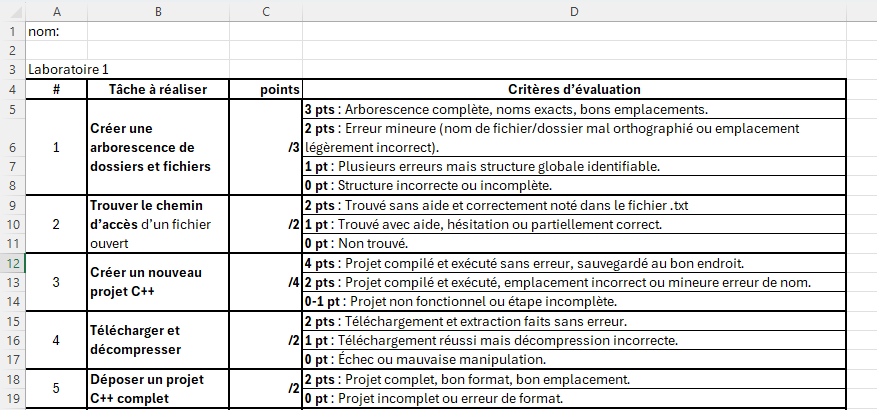 A B C D
1 nom:
2
3 Laboratoire 1
4 # Tâche à réaliser points Critères d’évaluation
5 3 pts : Arborescence complète, noms exacts, bons emplacements.
6 1 Créer une arborescence de dossiers et fichiers /3 2 pts : Erreur mineure (nom de fichier/dossier mal orthographié ou emplacement
légèrement incorrect).
7 1 pt : Plusieurs erreurs mais structure globale identifiable.
8 0 pt : Structure incorrecte ou incomplète.
9 Trouver le chemin 2 pts : Trouvé sans aide et correctement noté dans le fichier .txt
10 2 d’accès d’un fichier /2 1 pt : Trouvé avec aide, hésitation ou partiellement correct.
11 ouvert 0 pt : Non trouvé.
12 Créer un nouveau 4 pts : Projet compilé et exécuté sans erreur, sauvegardé au bon endroit.
13 3 projet C++ /4 2 pts : Projet compilé et exécuté, emplacement incorrect ou mineure erreur de nom.
14 0-1 pt : Projet non fonctionnel ou étape incomplète.
15 Télécharger et 2 pts : Téléchargement et extraction faits sans erreur.
16 4 décompresser /2 1 pt : Téléchargement réussi mais décompression incorrecte.
17 0 pt : Échec ou mauvaise manipulation.
18 5 Déposer un projet /2 2 pts : Projet complet, bon format, bon emplacement.
19 C++ complet 0 pt : Projet incomplet ou erreur de format.